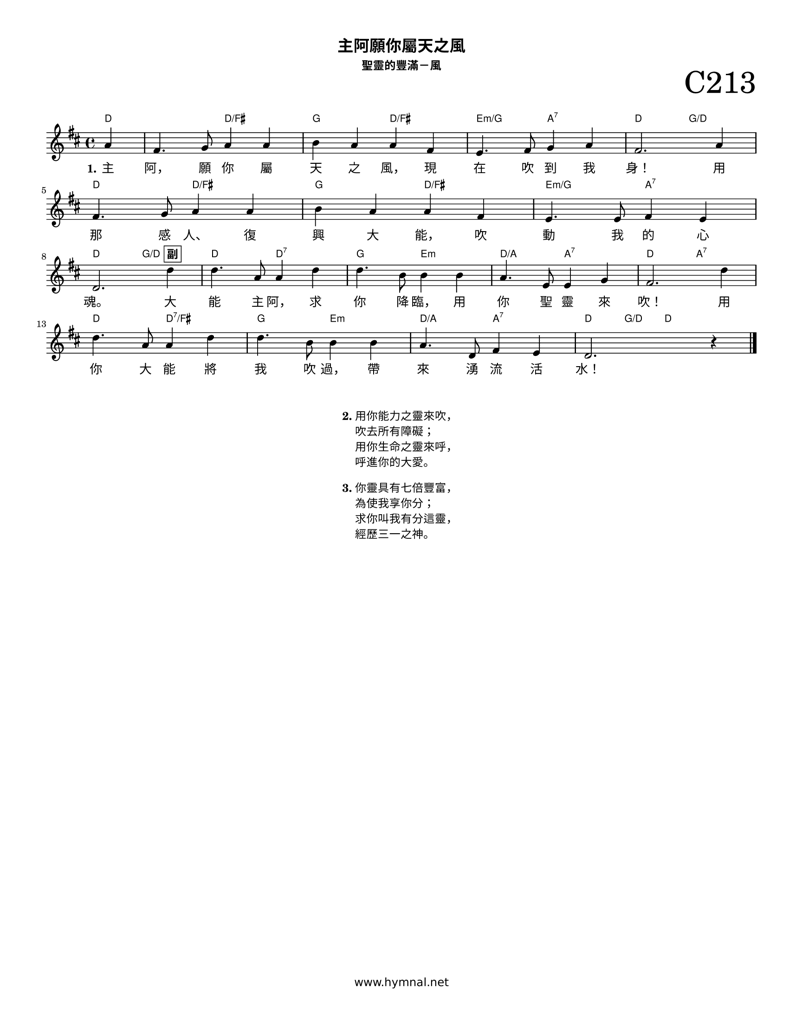 主阿願你屬天之風
聖靈的豐滿－風
C213
D D/F♯ G D/F♯ Em/G A7 D G/D
1. 主 阿， 願 你 屬 天 之 風， 現 在 吹 到 我 身！ 用
5 D D/F♯ G D/F♯ Em/G A7
那 感 人、 復 興 大 能， 吹 動 我 的 心
8 D G/D 副 D D7 G Em D/A A7 D A7
魂。 大 能 主 阿， 求 你 降 臨， 用 你 聖 靈 來 吹！ 用
13 D D7/F♯ G Em D/A A7 D G/D D
你 大 能 將 我 吹 過， 帶 來 湧 流 活 水！
2. 用你能力之靈來吹，
吹去所有障礙；
用你生命之靈來呼，
呼進你的大愛。
3. 你靈具有七倍豐富，
為使我享你分；
求你叫我有分這靈，
經歷三一之神。
www.hymnal.net